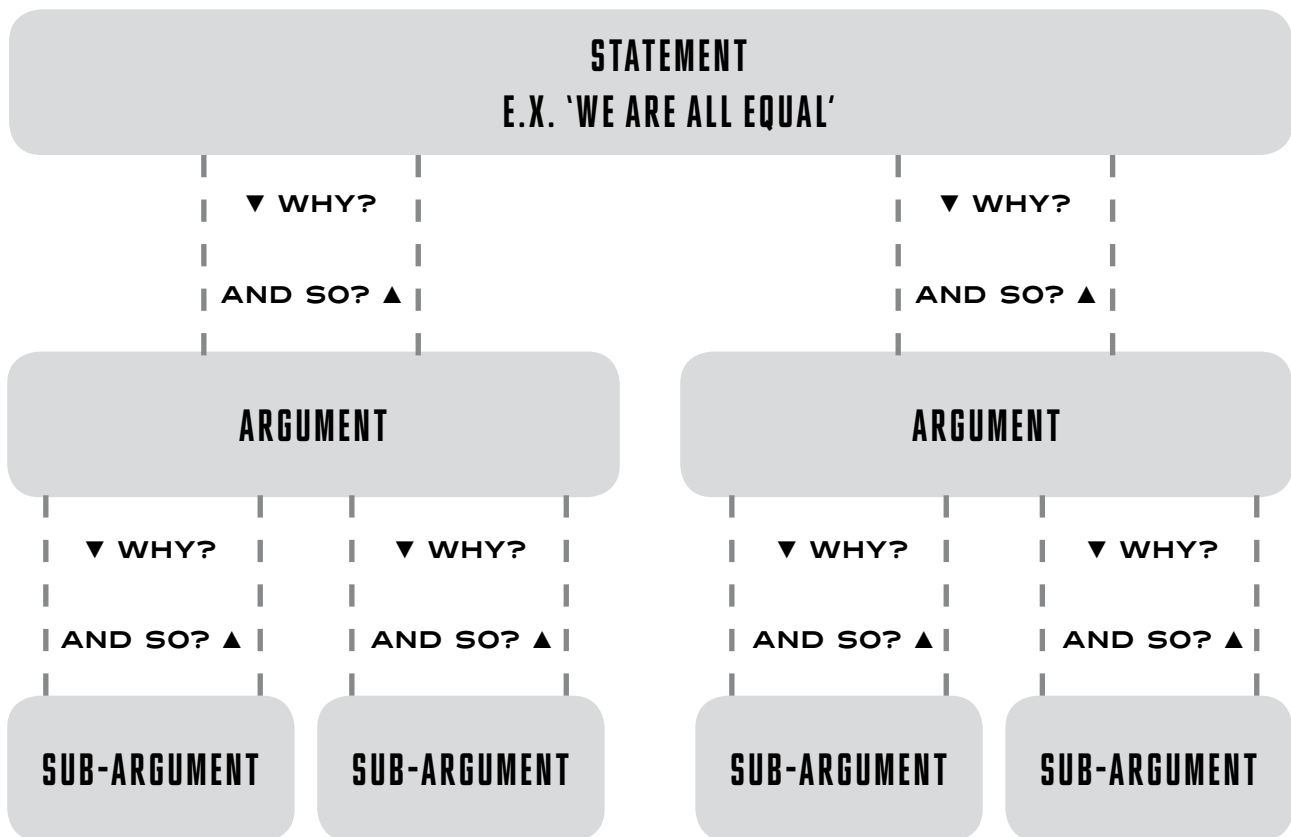 STATEMENT
E.X. ‘WE ARE ALL EQUAL’
▼ WHY?
▼ WHY?
AND SO? ▲
AND SO? ▲
ARGUMENT
ARGUMENT
▼ WHY?
▼ WHY?
▼ WHY?
▼ WHY?
AND SO? ▲
AND SO? ▲
AND SO? ▲
AND SO? ▲
SUB-ARGUMENT
SUB-ARGUMENT
SUB-ARGUMENT
SUB-ARGUMENT